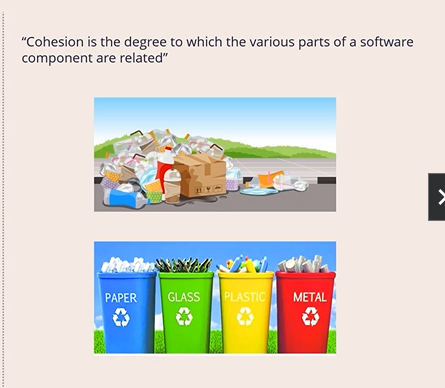 “Cohesion is the degree to which the various parts of a software
component are related”
PAPER
GLASS
PLASTIC
METAL